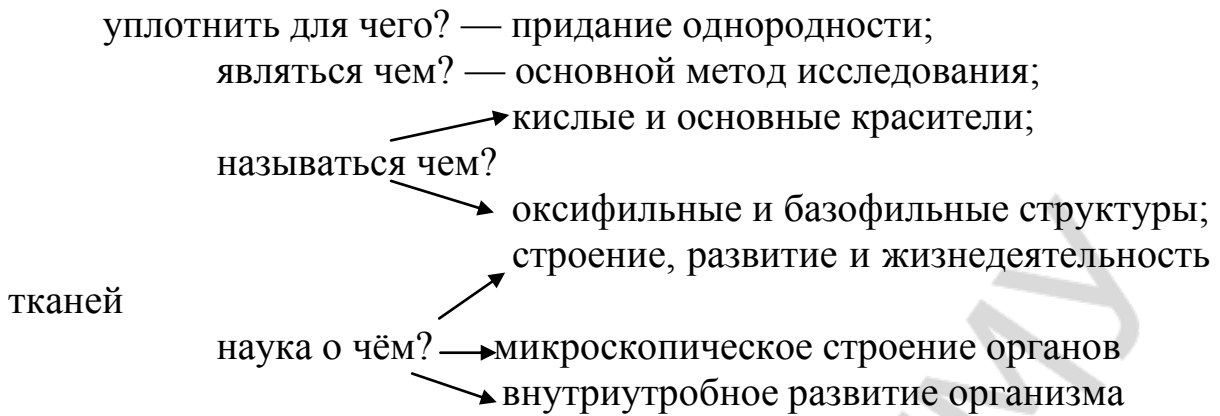 уплотнить для чего? — придание однородности;
являться чем? — основной метод исследования;
кислые и основные красители;
называться чем?
оксифильные и базофильные структуры;
строение, развитие и жизнедеятельность
тканей
наука о чём? микроскопическое строение органов
внутриутробное развитие организма